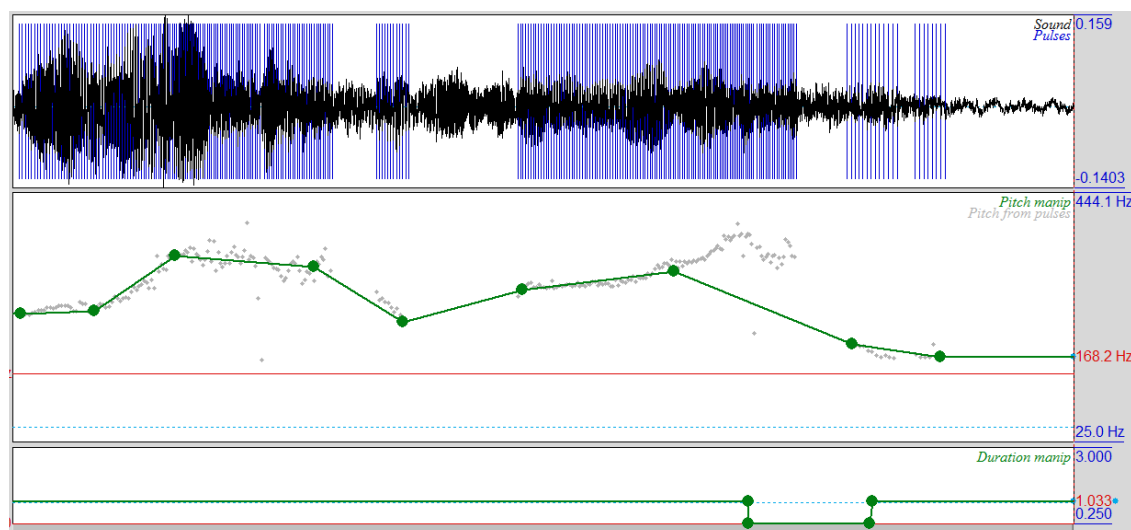 Sound
Pulses
0.159
-0.1403
Pitch manip
Pitch from pulses
444.1 Hz
168.2 Hz
25.0 Hz
Duration manip
3.000
1.033
0.250